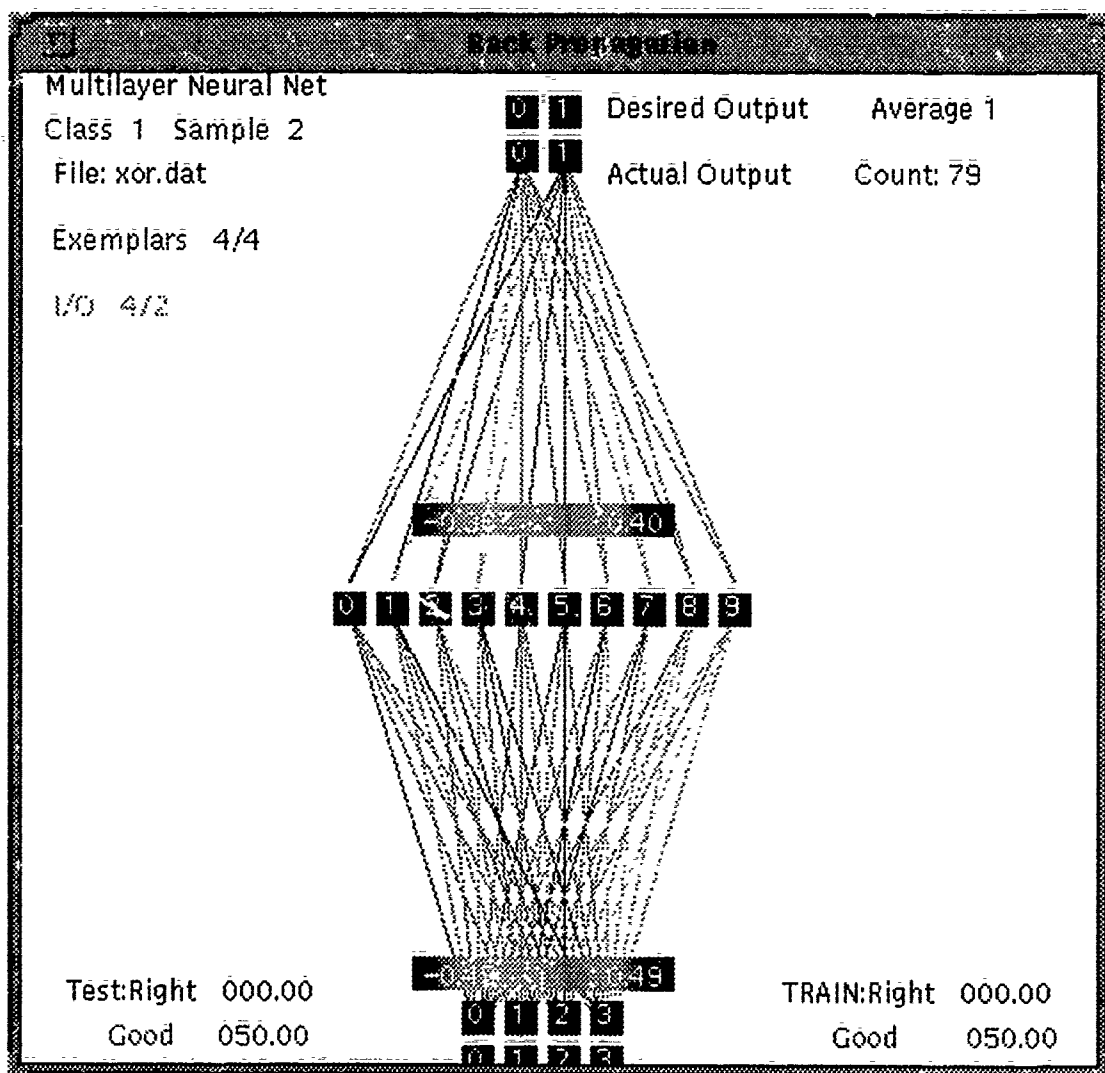 Back Propagation
Multilayer Neural Net
Class 1 Sample 2
File: xor.dat
Exemplars 4/4
I/O 4/2
0 1 Desired Output Average 1
0 1 Actual Output Count: 79
0 1 2 3 4 5 6 7 8 9
Test:Right 000.00
Good 050.00
TRAIN:Right 000.00
Good 050.00
0 1 2 3
0 1 2 3